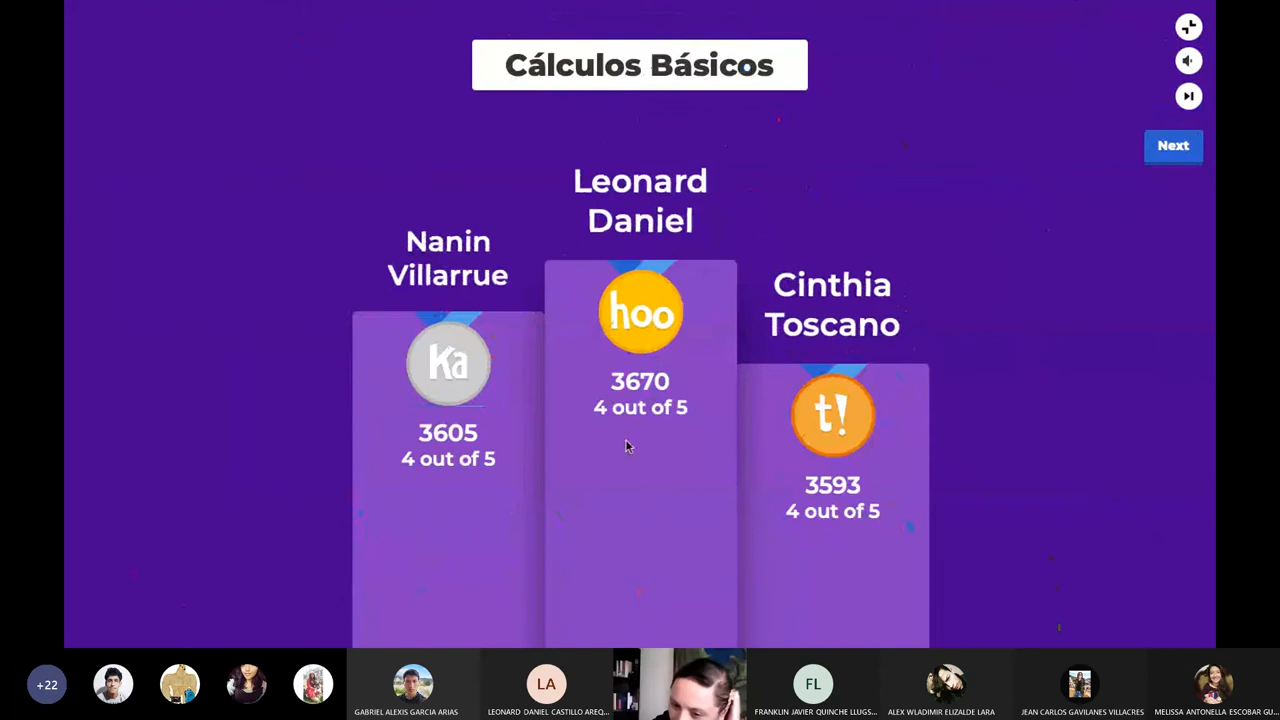 Cálculos Básicos
Next
Leonard
Daniel
Nanin
Villarrue
Cinthia
Toscano
hoo
Ka
t!
3670
4 out of 5
3605
4 out of 5
3593
4 out of 5
+22
LA
FL
GABRIEL ALEXIS GARCIA ARIAS
LEONARD DANIEL CASTILLO AREQ...
FRANKLIN JAVIER QUINCHE LLUGS...
ALEX WLADIMIR ELIZALDE LARA
JEAN CARLOS GAVILANES VILLACRES
MELISSA ANTONELLA ESCOBAR GU...